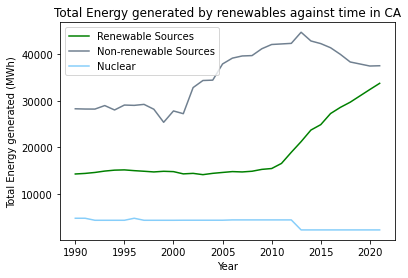 Total Energy generated by renewables against time in CA
Renewable Sources
Non-renewable Sources
Nuclear
Total Energy generated (MWh)
40000
30000
20000
10000
1990 1995 2000 2005 2010 2015 2020
Year